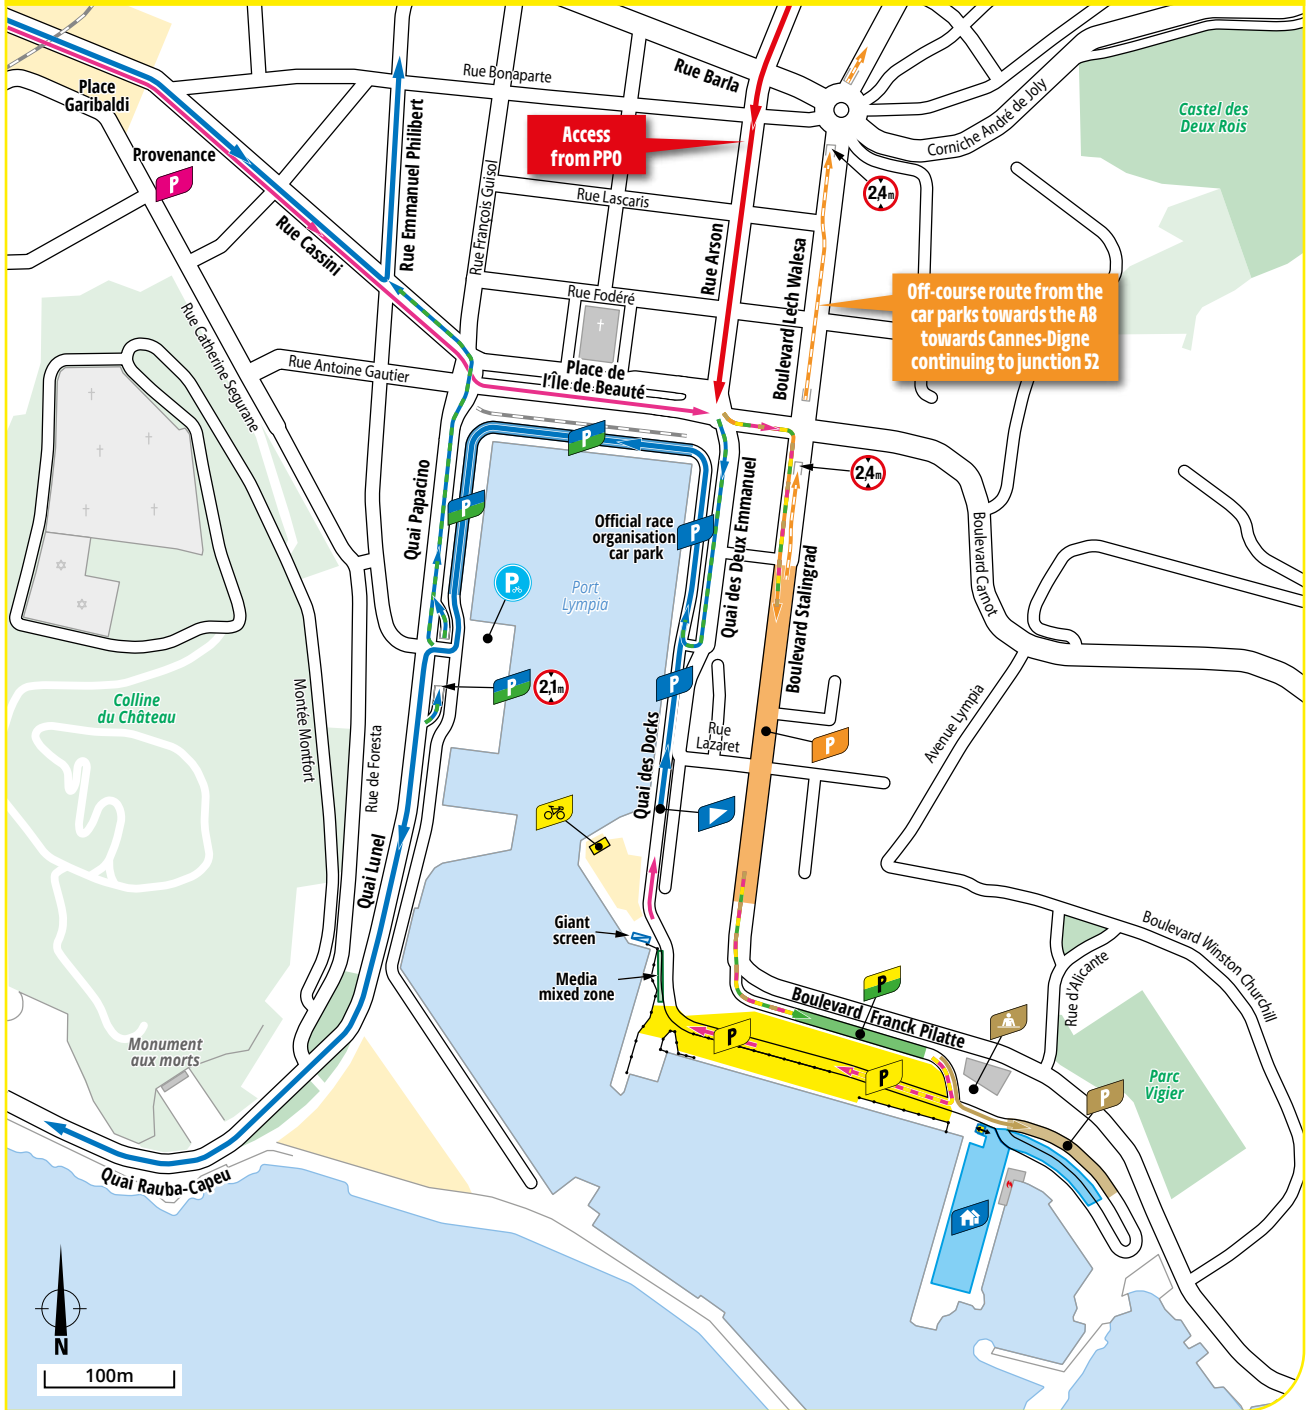 Place
Garibaldi
Provenance
P
Rue Cassini
Rue Emmanuel Philibert
Rue Bonaparte
Rue François Guisol
Rue Barla
Access
from PPO
Rue Lascaris
Rue Arson
Rue Fodéré
Boulevard Lech Walesa
2,4m
Corniche André de Joly
Castel des
Deux Rois
Off-course route from the
car parks towards the A8
towards Cannes-Digne
continuing to junction 52
Rue Catherine Segurane
Rue Antoine Gautier
Place de
l'Île de Beauté
P
P
Quai Papacino
Official race
organisation
car park
P
Quai des Deux Emmanuel
2,4m
Boulevard Stalingrad
Boulevard Carnot
P
Port
Lympia
P
2,1m
P
Colline
du Château
Montée Montfort
Rue de Foresta
Quai Lunel
Quai des Docks
Rue
Lazaret
P
Avenue Lympia
Giant
screen
Media
mixed zone
Boulevard Franck Pilatte
P
P
P
Rue d'Alicante
Boulevard Winston Churchill
P
Parc
Vigier
Monument
aux morts
Quai Rauba-Capeu
N
100m